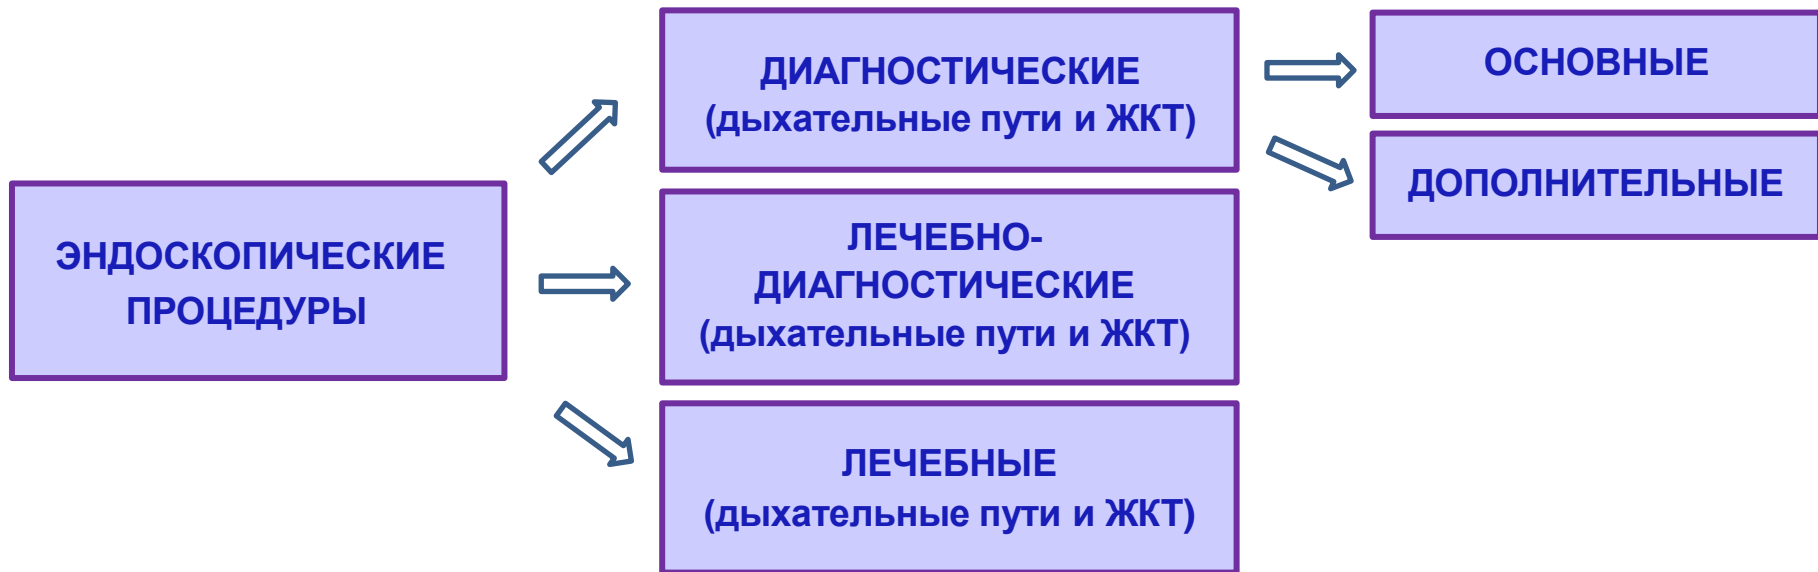 ЭНДОСКОПИЧЕСКИЕ
ПРОЦЕДУРЫ
ДИАГНОСТИЧЕСКИЕ
(дыхательные пути и ЖКТ)
ЛЕЧЕБНО-
ДИАГНОСТИЧЕСКИЕ
(дыхательные пути и ЖКТ)
ЛЕЧЕБНЫЕ
(дыхательные пути и ЖКТ)
ОСНОВНЫЕ
ДОПОЛНИТЕЛЬНЫЕ